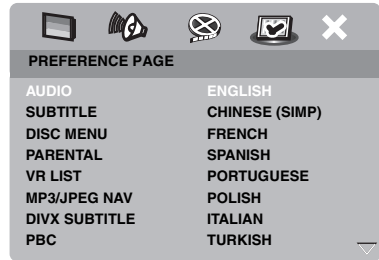 PREFERENCE PAGE
AUDIO ENGLISH
SUBTITLE CHINESE (SIMP)
DISC MENU FRENCH
PARENTAL SPANISH
VR LIST PORTUGUESE
MP3/JPEG NAV POLISH
DIVX SUBTITLE ITALIAN
PBC TURKISH